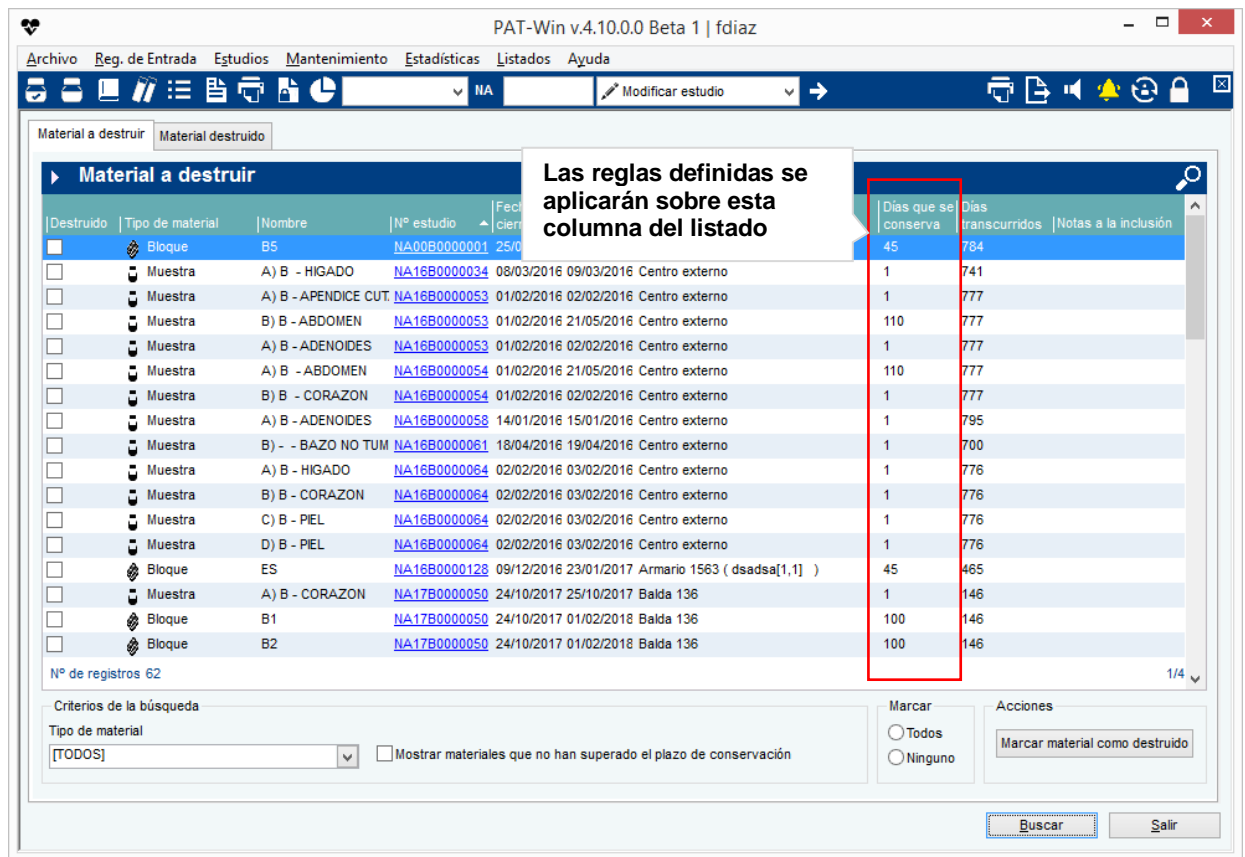 PAT-Win v.4.10.0.0 Beta 1 | fdiaz
Archivo Reg. de Entrada Estudios Mantenimiento Estadísticas Listados Ayuda
NA Modificar estudio
Material a destruir Material destruido
Material a destruir
Las reglas definidas se
aplicarán sobre esta
columna del listado
Días que se Días
Destruido Tipo de material Nombre Nº estudio conserva transcurridos Notas a la inclusión
Bloque B5 NA00B0000001 45 784
Muestra A) B - HIGADO NA16B0000034 08/03/2016 09/03/2016 Centro externo 1 741
Muestra A) B - APENDICE CUT. NA16B0000053 01/02/2016 02/02/2016 Centro externo 1 777
Muestra B) B - ABDOMEN NA16B0000053 01/02/2016 21/05/2016 Centro externo 110 777
Muestra A) B - ADENOIDES NA16B0000053 01/02/2016 02/02/2016 Centro externo 1 777
Muestra A) B - ABDOMEN NA16B0000054 01/02/2016 21/05/2016 Centro externo 110 777
Muestra B) B - CORAZON NA16B0000054 01/02/2016 02/02/2016 Centro externo 1 777
Muestra A) B - ADENOIDES NA16B0000058 14/01/2016 15/01/2016 Centro externo 1 795
Muestra B) - - BAZO NO TUM NA16B0000061 18/04/2016 19/04/2016 Centro externo 1 700
Muestra A) B - HIGADO NA16B0000064 02/02/2016 03/02/2016 Centro externo 1 776
Muestra B) B - CORAZON NA16B0000064 02/02/2016 03/02/2016 Centro externo 1 776
Muestra C) B - PIEL NA16B0000064 02/02/2016 03/02/2016 Centro externo 1 776
Muestra D) B - PIEL NA16B0000064 02/02/2016 03/02/2016 Centro externo 1 776
Bloque ES NA16B0000128 09/12/2016 23/01/2017 Armario 1563 ( dsadsa[1,1] ) 45 465
Muestra A) B - CORAZON NA17B0000050 24/10/2017 25/10/2017 Balda 136 1 146
Bloque B1 NA17B0000050 24/10/2017 01/02/2018 Balda 136 100 146
Bloque B2 NA17B0000050 24/10/2017 01/02/2018 Balda 136 100 146
Nº de registros 62 1/4
Criterios de la búsqueda Marcar Acciones
Tipo de material
[TODOS] Mostrar materiales que no han superado el plazo de conservación Todos Marcar material como destruido
Ninguno
Buscar Salir